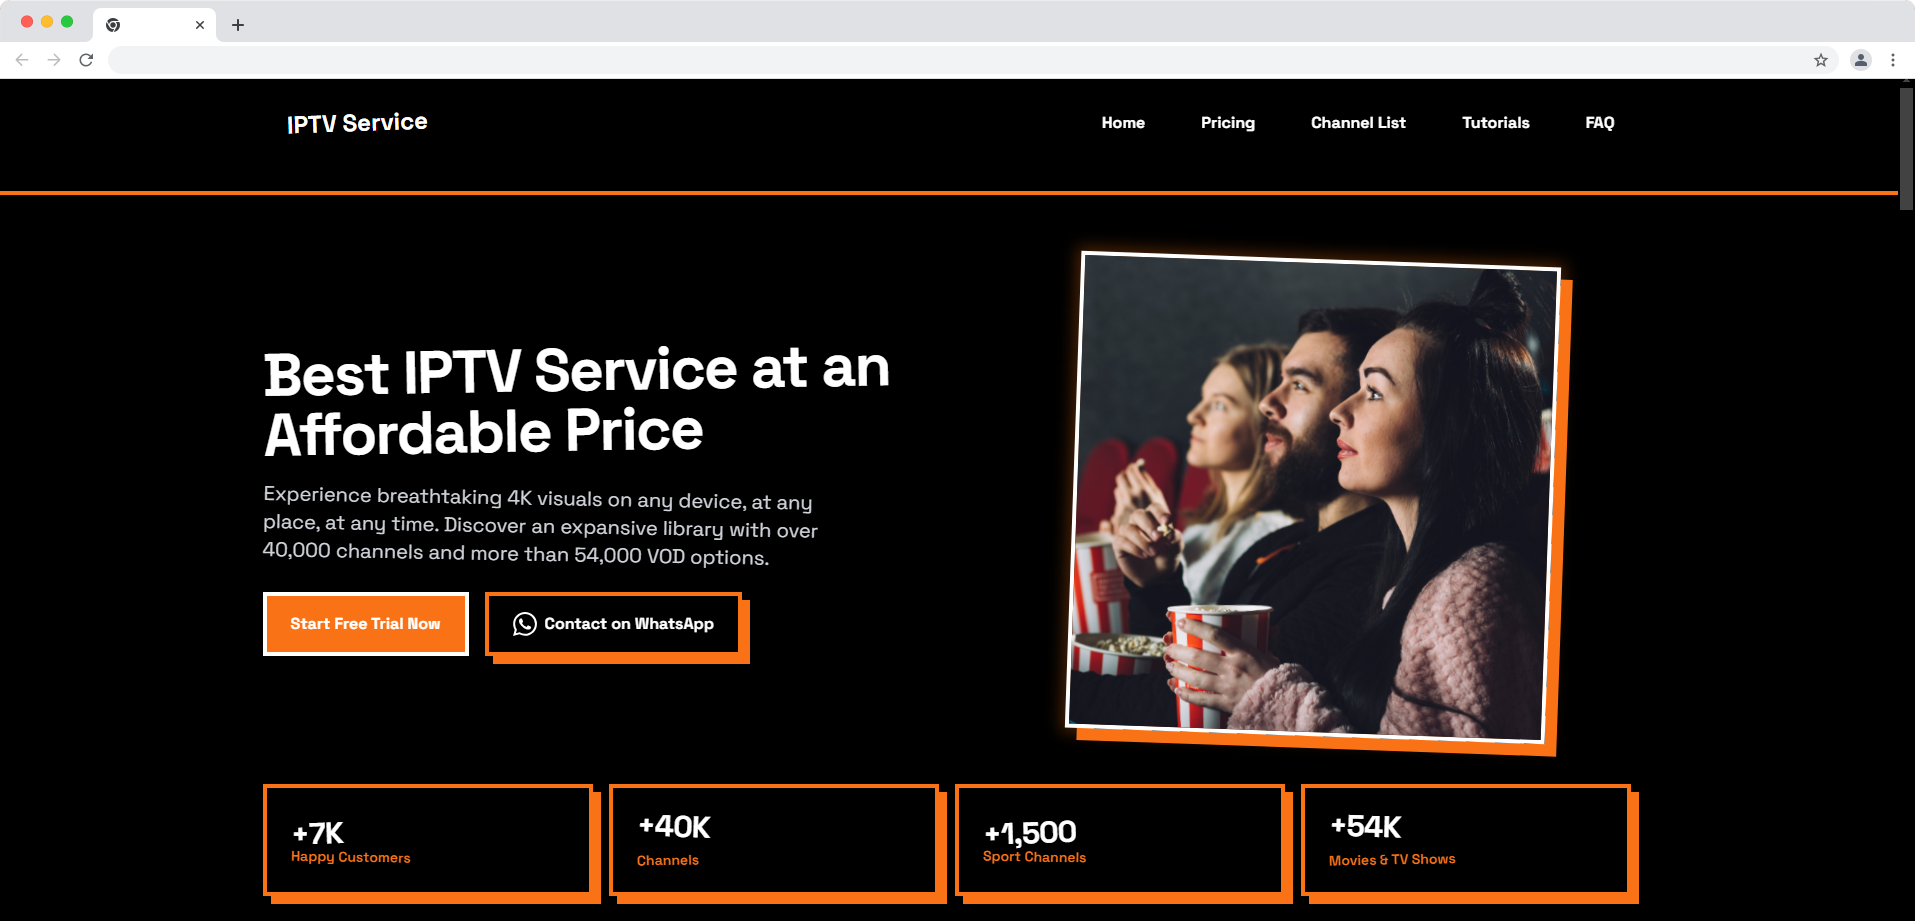 IPTV Service
Home
Pricing
Channel List
Tutorials
FAQ
Best IPTV Service at an
Affordable Price
Experience breathtaking 4K visuals on any device, at any
place, at any time. Discover an expansive library with over
40,000 channels and more than 54,000 VOD options.
Start Free Trial Now
Contact on WhatsApp
+7K
Happy Customers
+40K
Channels
+1,500
Sport Channels
+54K
Movies & TV Shows